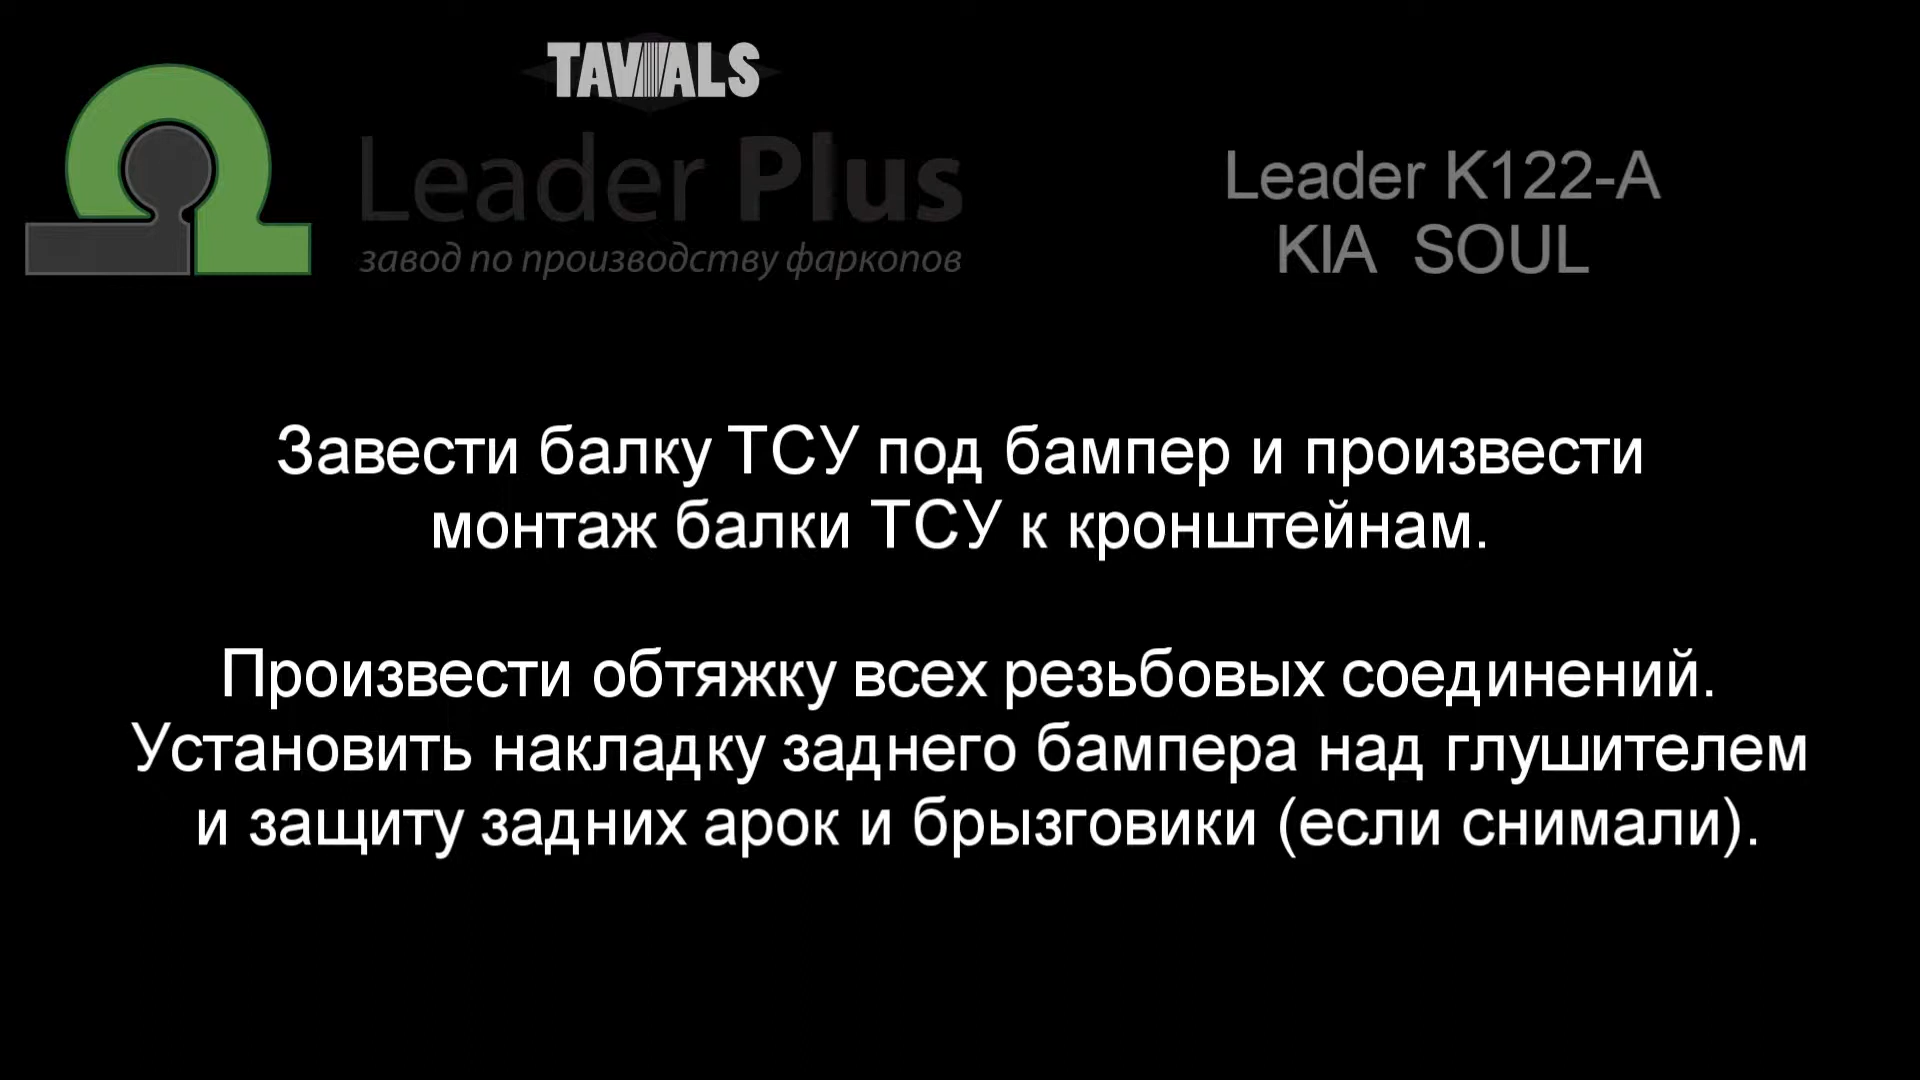 TAVIALS
Leader Plus
завод по производству фаркопов
Leader K122-A
KIA SOUL
Завести балку ТСУ под бампер и произвести
монтаж балки ТСУ к кронштейнам.
Произвести обтяжку всех резьбовых соединений.
Установить накладку заднего бампера над глушителем
и защиту задних арок и брызговики (если снимали).